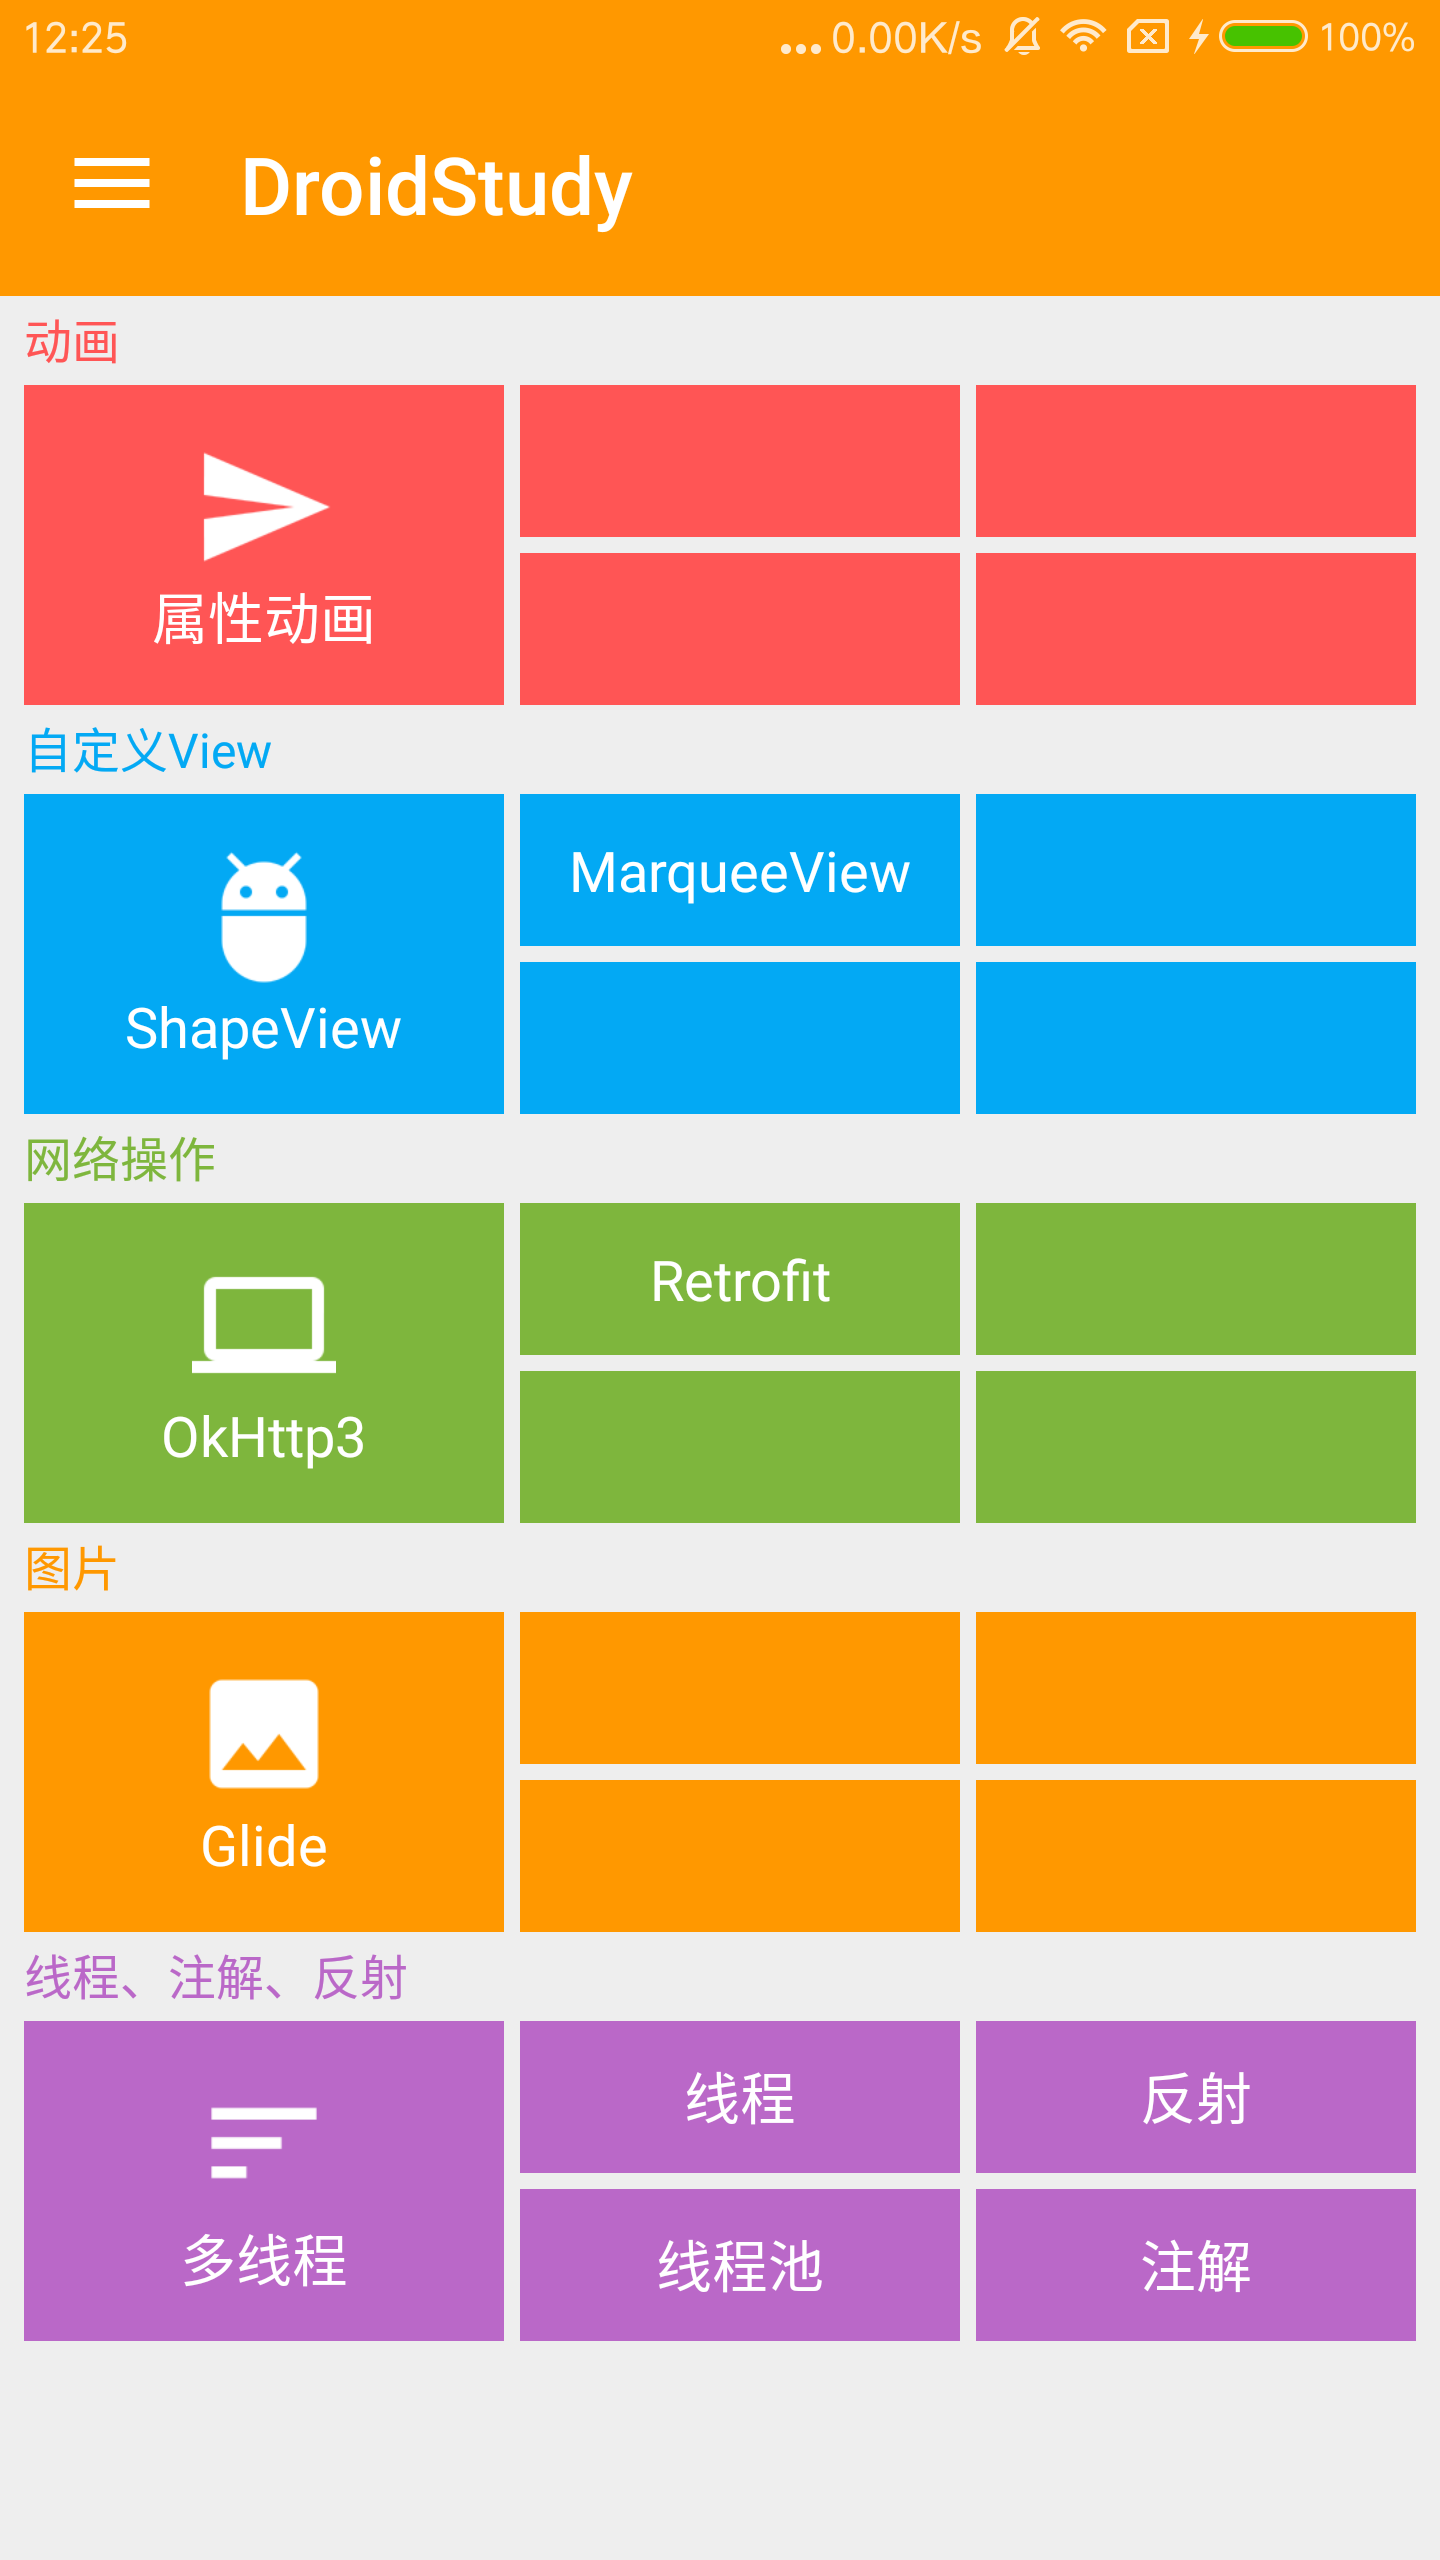 12:25
0.00K/s
100%
DroidStudy
动画
属性动画
自定义View
ShapeView
MarqueeView
网络操作
OkHttp3
Retrofit
图片
Glide
线程、注解、反射
多线程
线程
反射
线程池
注解